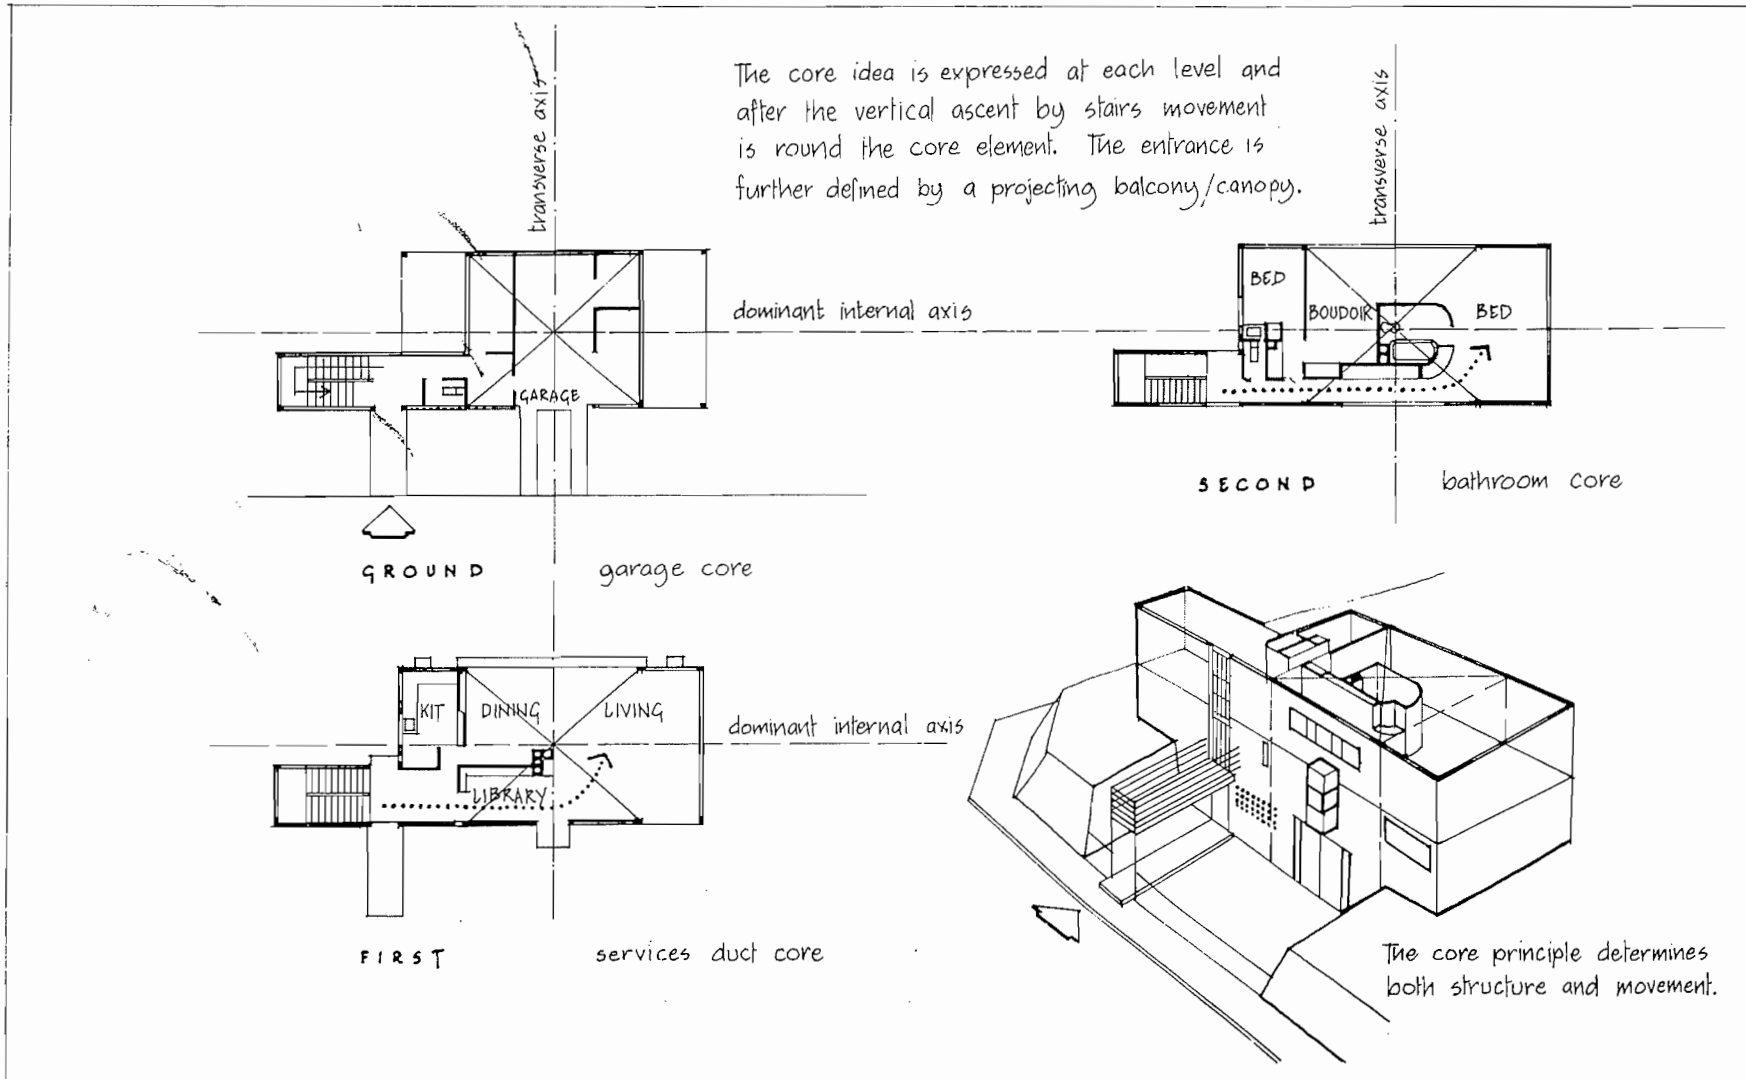 The core idea is expressed at each level and
after the vertical ascent by stairs movement
is round the core element. The entrance is
further defined by a projecting balcony/canopy.
transverse axis
dominant internal axis
GARAGE
GROUND
garage core
transverse axis
BED
BOUDOIR
BED
SECOND
bathroom core
KIT
DINING
LIVING
LIBRARY
dominant internal axis
FIRST
services duct core
The core principle determines
both structure and movement.